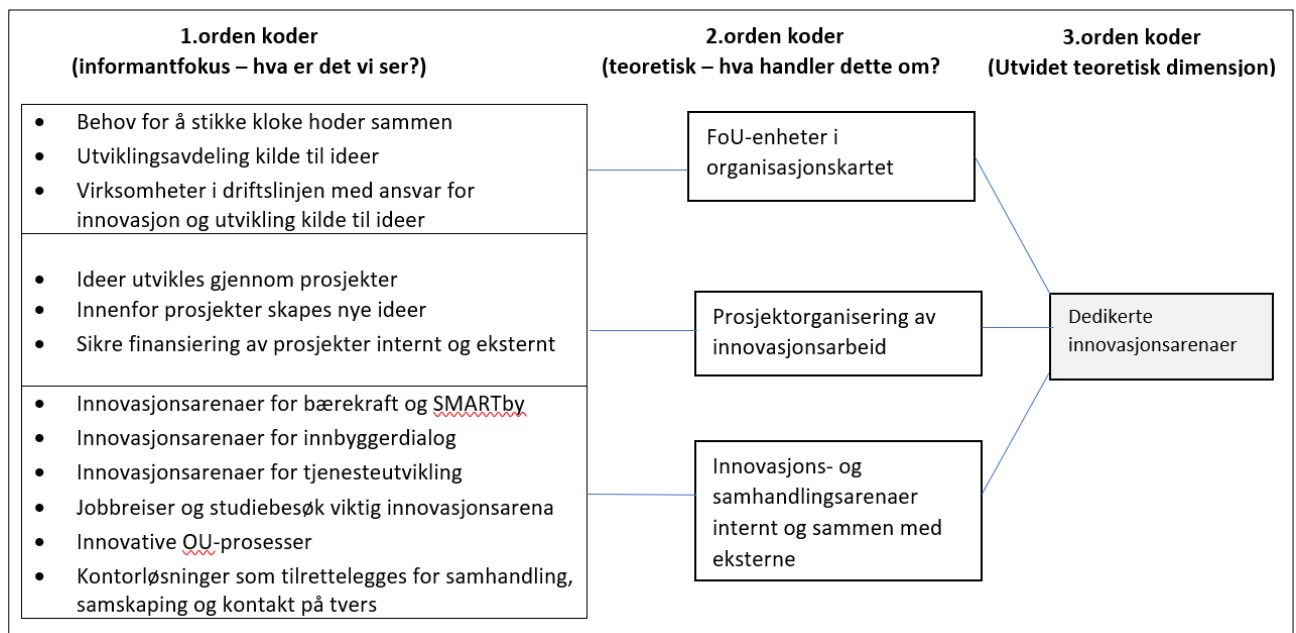 1.orden koder
(informantfokus – hva er det vi ser?)
2.orden koder
(teoretisk – hva handler dette om?
3.orden koder
(Utvidet teoretisk dimensjon)
• Behov for å stikke kloke hoder sammen
• Utviklingsavdeling kilde til ideer
• Virksomheter i driftslinjen med ansvar for
innovasjon og utvikling kilde til ideer
FoU-enheter i
organisasjonskartet
• Ideer utvikles gjennom prosjekter
• Innenfor prosjekter skapes nye ideer
• Sikre finansiering av prosjekter internt og eksternt
Prosjektorganisering av
innovasjonsarbeid
Dedikerte
innovasjonsarenaer
• Innovasjonsarenaer for bærekraft og SMARTby
• Innovasjonsarenaer for innbyggerdialog
• Innovasjonsarenaer for tjenesteutvikling
• Jobbreiser og studiebesøk viktig innovasjonsarena
• Innovative OU-prosesser
• Kontorløsninger som tilrettelegges for samhandling,
samskaping og kontakt på tvers
Innovasjons- og
samhandlingsarenaer
internt og sammen med
eksterne